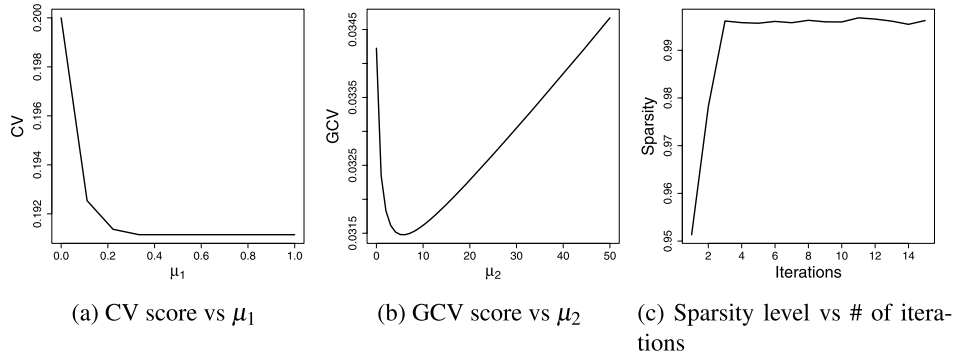 CV
0.192 0.194 0.196 0.198 0.200
0.0 0.2 0.4 0.6 0.8 1.0
μ1
GCV
0.0315 0.0325 0.0335 0.0345
0 10 20 30 40 50
μ2
Sparsity
0.95 0.96 0.97 0.98 0.99
2 4 6 8 10 12 14
Iterations
(a) CV score vs μ1
(b) GCV score vs μ2
(c) Sparsity level vs # of itera-
tions